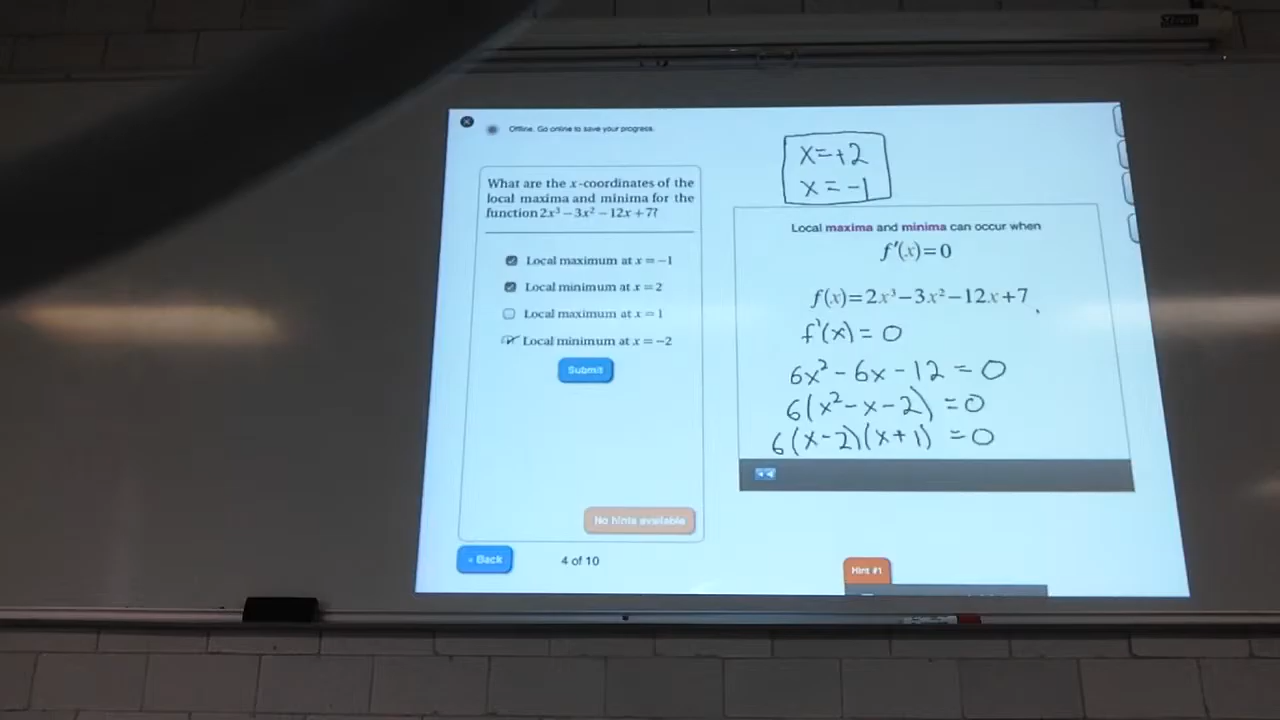 Offline. Go online to save your progress.
What are the x-coordinates of the
local maxima and minima for the
function 2x³ – 3x² – 12x + 7?
Local maximum at x = –1
Local minimum at x = 2
Local maximum at x = 1
Local minimum at x = –2
Submit
No hints available
Back
4 of 10
x=+2
x=-1
Local maxima and minima can occur when
f'(x)=0
f(x)=2x³–3x²–12x+7
f'(x) = 0
6x² - 6x - 12 = 0
6(x² - x - 2) = 0
6(x-2)(x+1) = 0
Hint #1